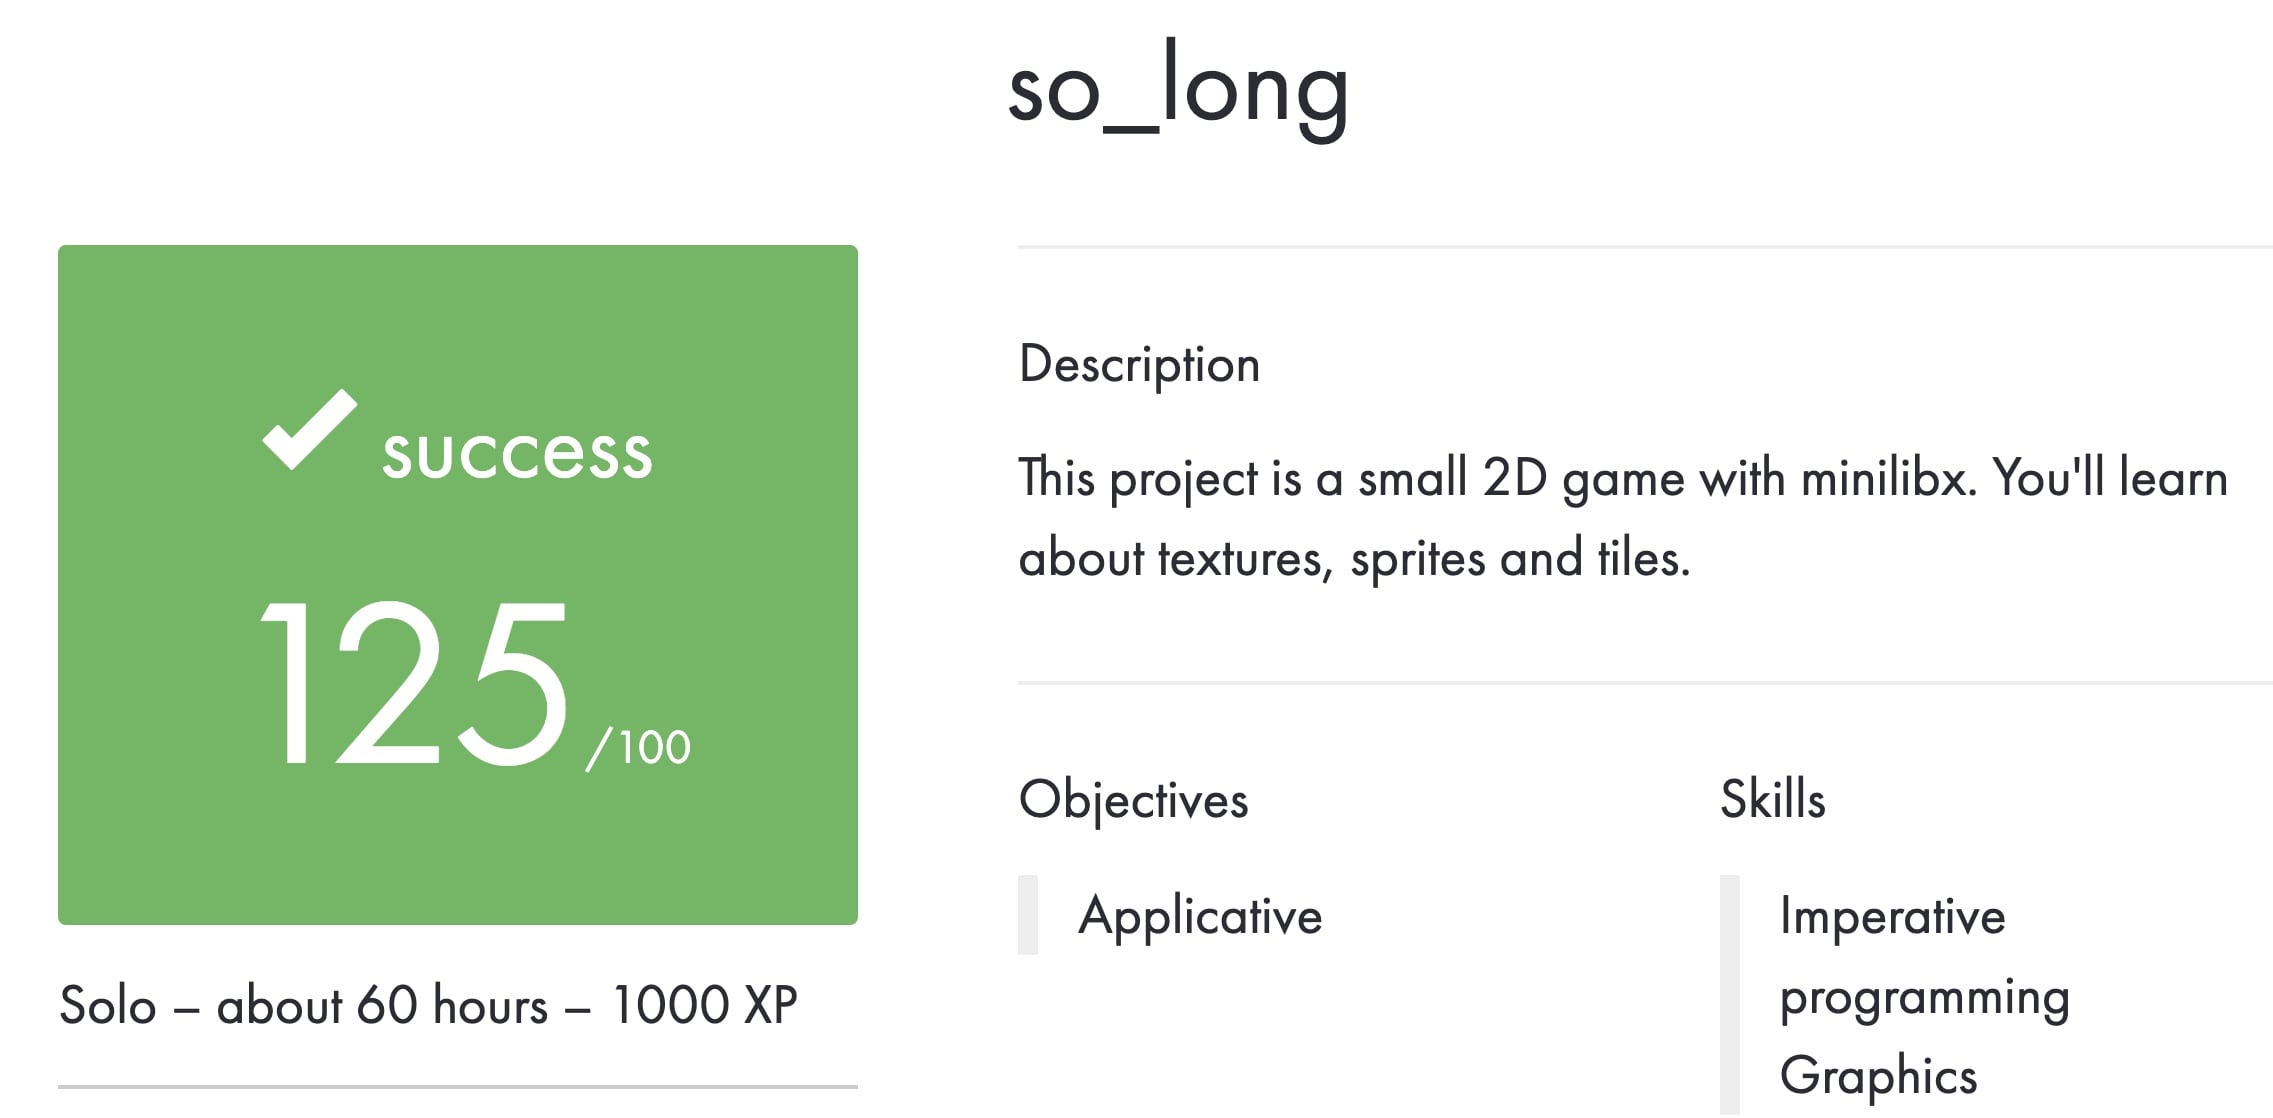 so_long
success
125/100
Solo – about 60 hours – 1000 XP
Description
This project is a small 2D game with minilibx. You'll learn
about textures, sprites and tiles.
Objectives
Applicative
Skills
Imperative
programming
Graphics